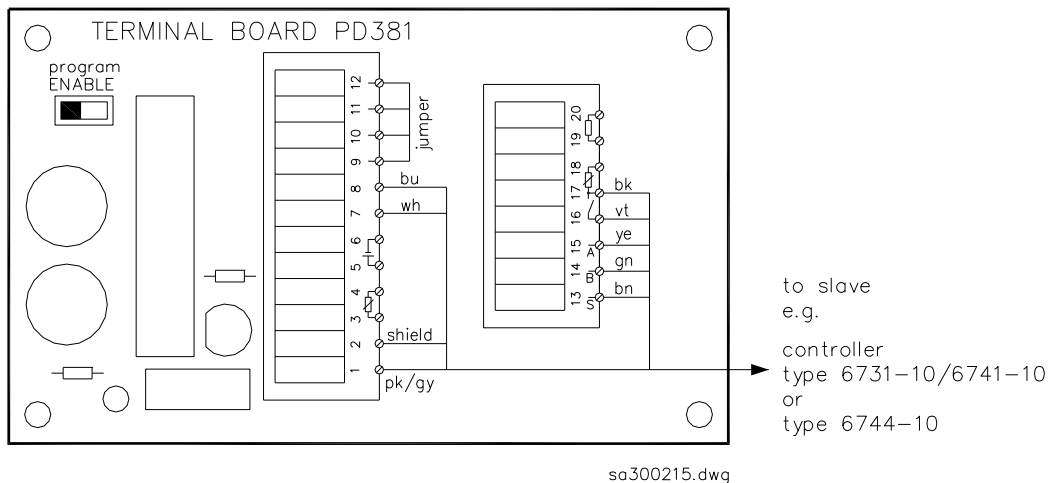 TERMINAL BOARD PD381
program
ENABLE
12
11
10
9
8
7
6
5
4
3
2
1
jumper
bu
wh
shield
pk/gy
20
19
18
17
16
15
14
13
A
B
S
bk
vt
ye
gn
bn
to slave
e.g.
controller
type 6731-10/6741-10
or
type 6744-10
sa300215.dwg